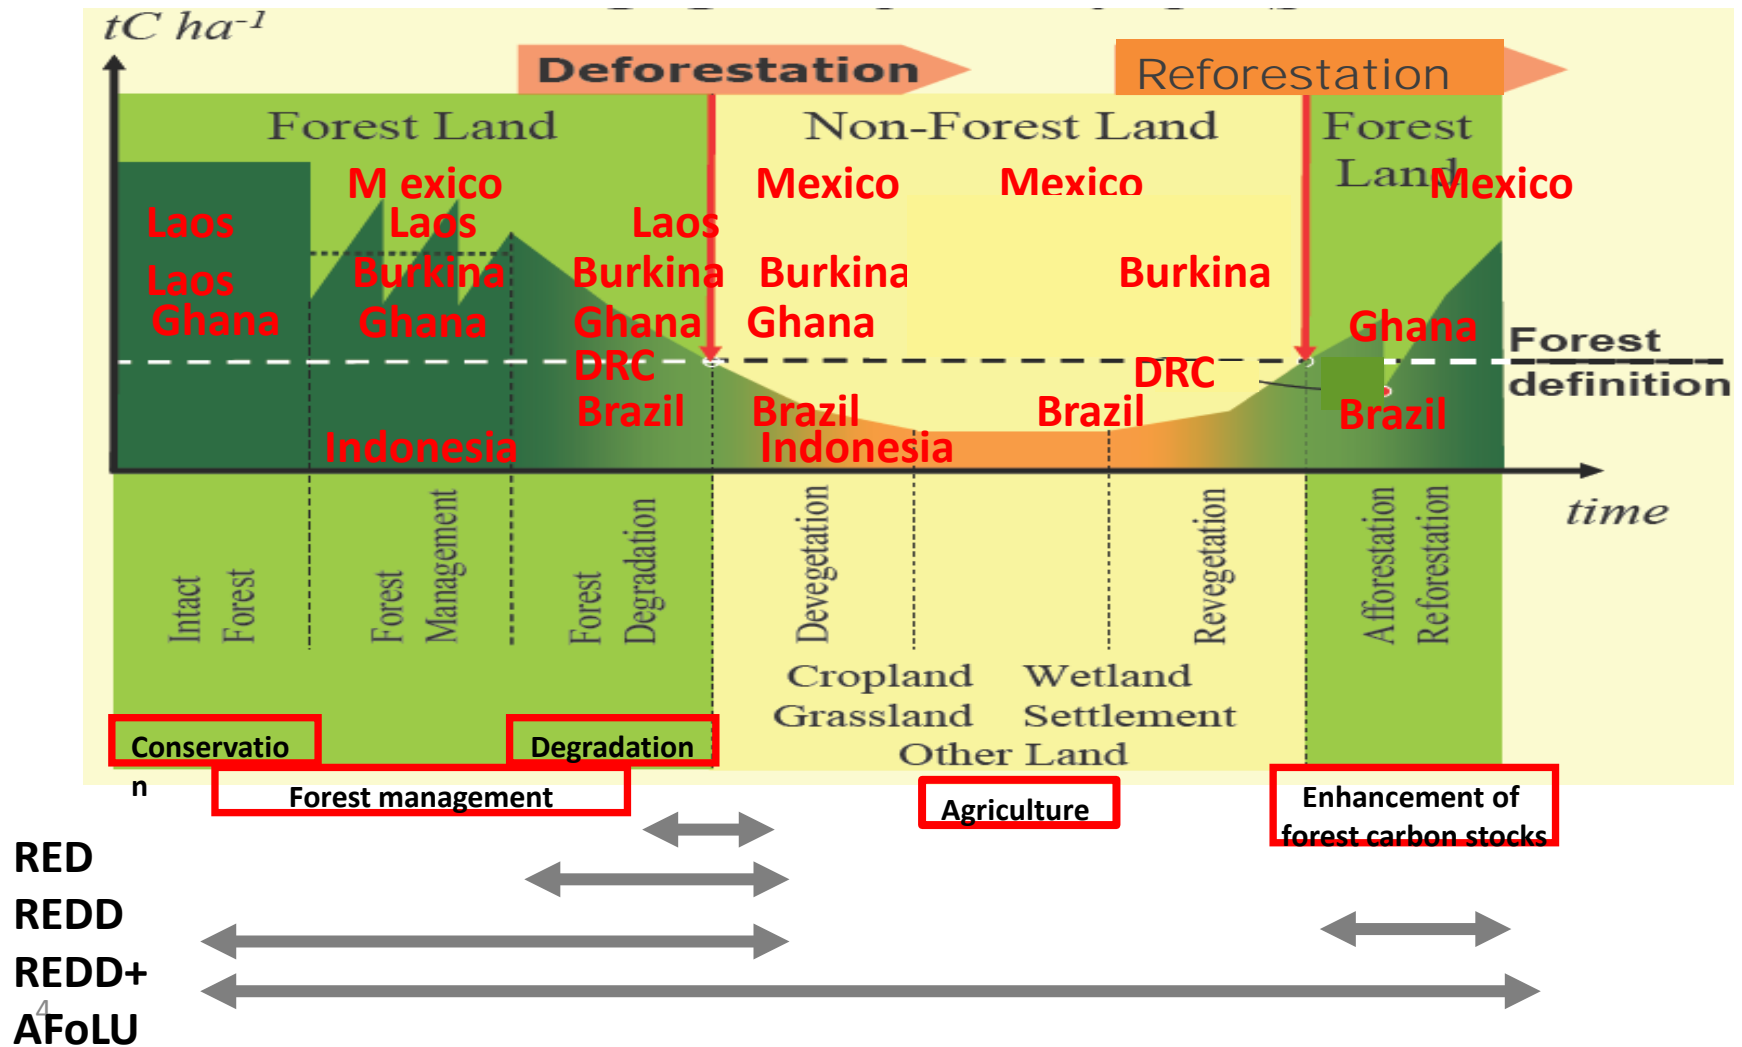 tC ha-1
Deforestation
Reforestation
Forest Land
Non-Forest Land
Forest
Land
M exico
Mexico
Mexico
Mexico
Laos
Laos
Laos
Laos
Burkina
Burkina
Burkina
Burkina
Ghana
Ghana
Ghana
Ghana
Ghana
Forest
definition
DRC
DRC
Brazil
Brazil
Brazil
Brazil
Indonesia
Indonesia
time
Intact
Forest
Forest
Management
Forest
Degradation
Devegetation
Revegetation
Afforestation
Reforestation
Cropland
Wetland
Grassland
Settlement
Other Land
Conservatio
n
Degradation
Forest management
Agriculture
Enhancement of
forest carbon stocks
RED
REDD
REDD+
4
AFoLU